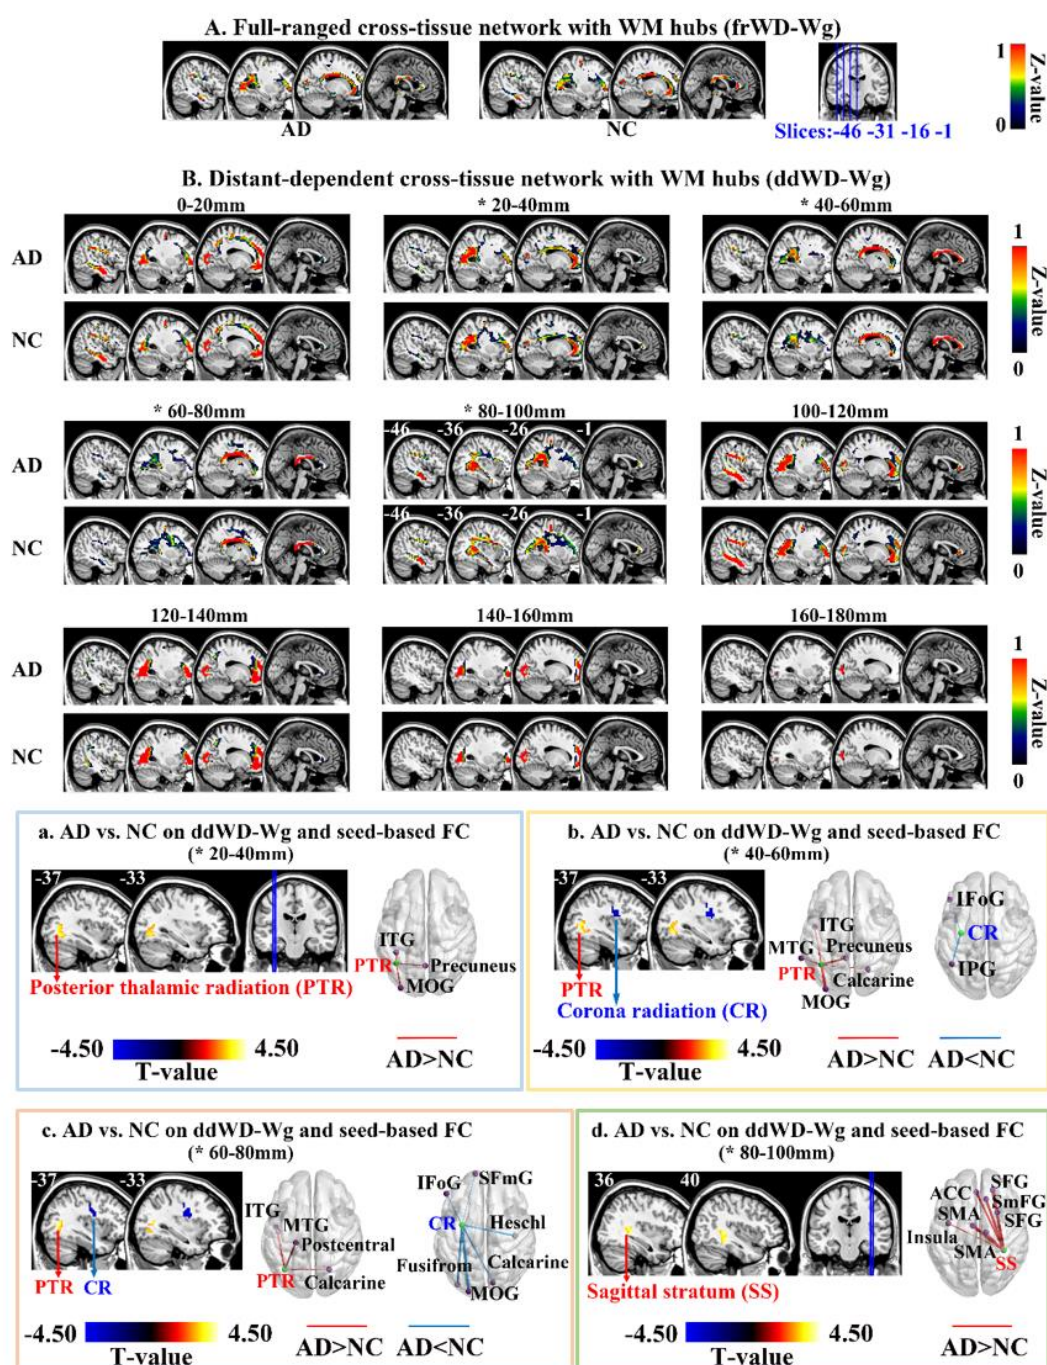 A. Full-ranged cross-tissue network with WM hubs (frWD-Wg)
AD
NC
Slices:-46 -31 -16 -1
1
0
Z-value
B. Distant-dependent cross-tissue network with WM hubs (ddWD-Wg)
0-20mm
* 20-40mm
* 40-60mm
AD
NC
1
0
Z-value
* 60-80mm
* 80-100mm
100-120mm
AD
-46 -36 -26 -1
NC
-46 -36 -26 -1
1
0
Z-value
120-140mm
140-160mm
160-180mm
AD
NC
1
0
Z-value
a. AD vs. NC on ddWD-Wg and seed-based FC
(* 20-40mm)
-37
-33
ITG
PTR
Precuneus
MOG
Posterior thalamic radiation (PTR)
-4.50
4.50
T-value
AD>NC
b. AD vs. NC on ddWD-Wg and seed-based FC
(* 40-60mm)
-37
-33
ITG
MTG
Precuneus
PTR
Calcarine
MOG
IFoG
CR
IPG
PTR
Corona radiation (CR)
-4.50
4.50
T-value
AD>NC
AD<NC
c. AD vs. NC on ddWD-Wg and seed-based FC
(* 60-80mm)
-37
-33
ITG
MTG
Postcentral
PTR
Calcarine
IFoG
SFmG
CR
Heschl
Fusifrom
Calcarine
MOG
PTR
CR
-4.50
4.50
T-value
AD>NC
AD<NC
d. AD vs. NC on ddWD-Wg and seed-based FC
(* 80-100mm)
36
40
ACC
SFG
SmFG
SMA
SFG
Insula
SMA
SS
Sagittal stratum (SS)
-4.50
4.50
T-value
AD>NC